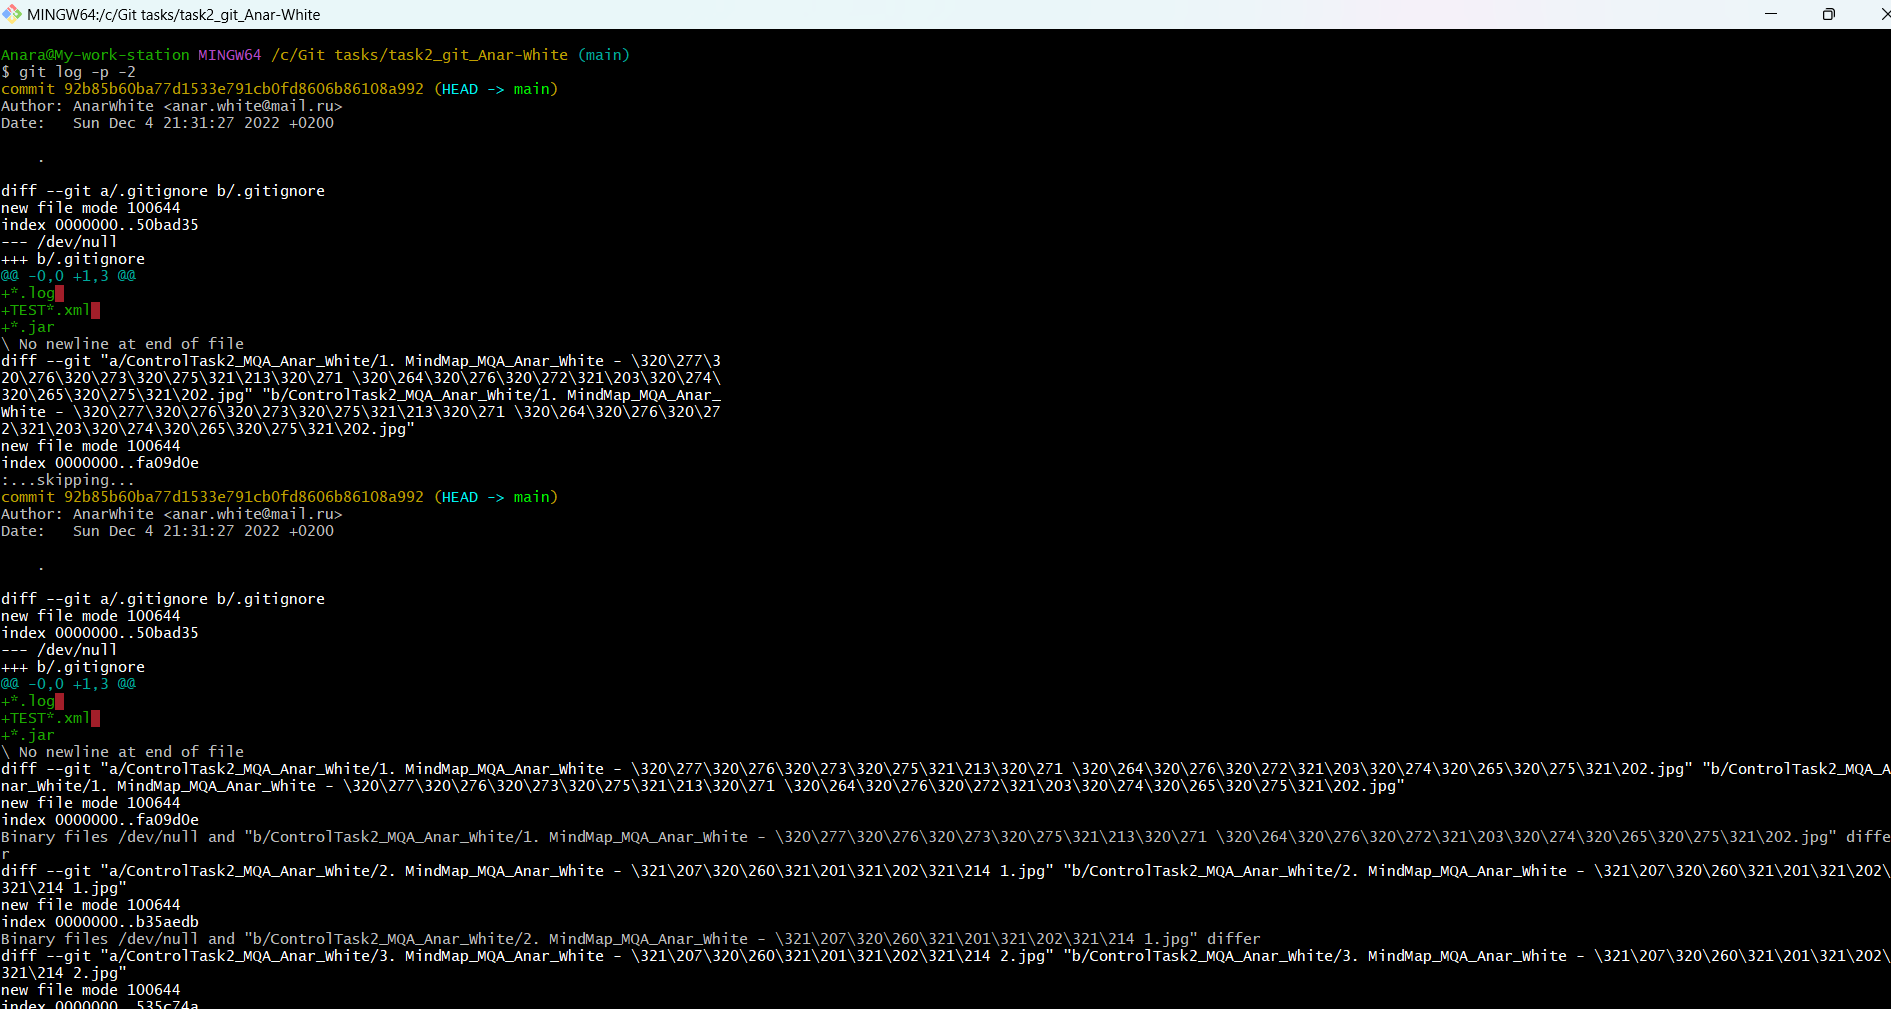 MINGW64:/c/Git tasks/task2_git_Anar-White
Anara@My-work-station MINGW64 /c/Git tasks/task2_git_Anar-White (main)
$ git log -p -2
commit 92b85b60ba77d1533e791cb0fd8606b86108a992 (HEAD -> main)
Author: AnarWhite <anar.white@mail.ru>
Date:   Sun Dec 4 21:31:27 2022 +0200
    .
diff --git a/.gitignore b/.gitignore
new file mode 100644
index 0000000..50bad35
--- /dev/null
+++ b/.gitignore
@@ -0,0 +1,3 @@
+*.log
+TEST*.xml
+*.jar
\ No newline at end of file
diff --git "a/ControlTask2_MQA_Anar_White/1. MindMap_MQA_Anar_White - \320\277\3
20\276\320\273\320\275\321\213\320\271 \320\264\320\276\320\272\321\203\320\274\
320\265\320\275\321\202.jpg" "b/ControlTask2_MQA_Anar_White/1. MindMap_MQA_Anar_
White - \320\277\320\276\320\273\320\275\321\213\320\271 \320\264\320\276\320\27
2\321\203\320\274\320\265\320\275\321\202.jpg"
new file mode 100644
index 0000000..fa09d0e
:...skipping...
commit 92b85b60ba77d1533e791cb0fd8606b86108a992 (HEAD -> main)
Author: AnarWhite <anar.white@mail.ru>
Date:   Sun Dec 4 21:31:27 2022 +0200
    .
diff --git a/.gitignore b/.gitignore
new file mode 100644
index 0000000..50bad35
--- /dev/null
+++ b/.gitignore
@@ -0,0 +1,3 @@
+*.log
+TEST*.xml
+*.jar
\ No newline at end of file
diff --git "a/ControlTask2_MQA_Anar_White/1. MindMap_MQA_Anar_White - \320\277\320\276\320\273\320\275\321\213\320\271 \320\264\320\276\320\272\321\203\320\274\320\265\320\275\321\202.jpg" "b/ControlTask2_MQA_A
nar_White/1. MindMap_MQA_Anar_White - \320\277\320\276\320\273\320\275\321\213\320\271 \320\264\320\276\320\272\321\203\320\274\320\265\320\275\321\202.jpg"
new file mode 100644
index 0000000..fa09d0e
Binary files /dev/null and "b/ControlTask2_MQA_Anar_White/1. MindMap_MQA_Anar_White - \320\277\320\276\320\273\320\275\321\213\320\271 \320\264\320\276\320\272\321\203\320\274\320\265\320\275\321\202.jpg" diffe
r
diff --git "a/ControlTask2_MQA_Anar_White/2. MindMap_MQA_Anar_White - \321\207\320\260\321\201\321\202\321\214 1.jpg" "b/ControlTask2_MQA_Anar_White/2. MindMap_MQA_Anar_White - \321\207\320\260\321\201\321\202\
321\214 1.jpg"
new file mode 100644
index 0000000..b35aedb
Binary files /dev/null and "b/ControlTask2_MQA_Anar_White/2. MindMap_MQA_Anar_White - \321\207\320\260\321\201\321\202\321\214 1.jpg" differ
diff --git "a/ControlTask2_MQA_Anar_White/3. MindMap_MQA_Anar_White - \321\207\320\260\321\201\321\202\321\214 2.jpg" "b/ControlTask2_MQA_Anar_White/3. MindMap_MQA_Anar_White - \321\207\320\260\321\201\321\202\
321\214 2.jpg"
new file mode 100644
index 0000000..535c74a